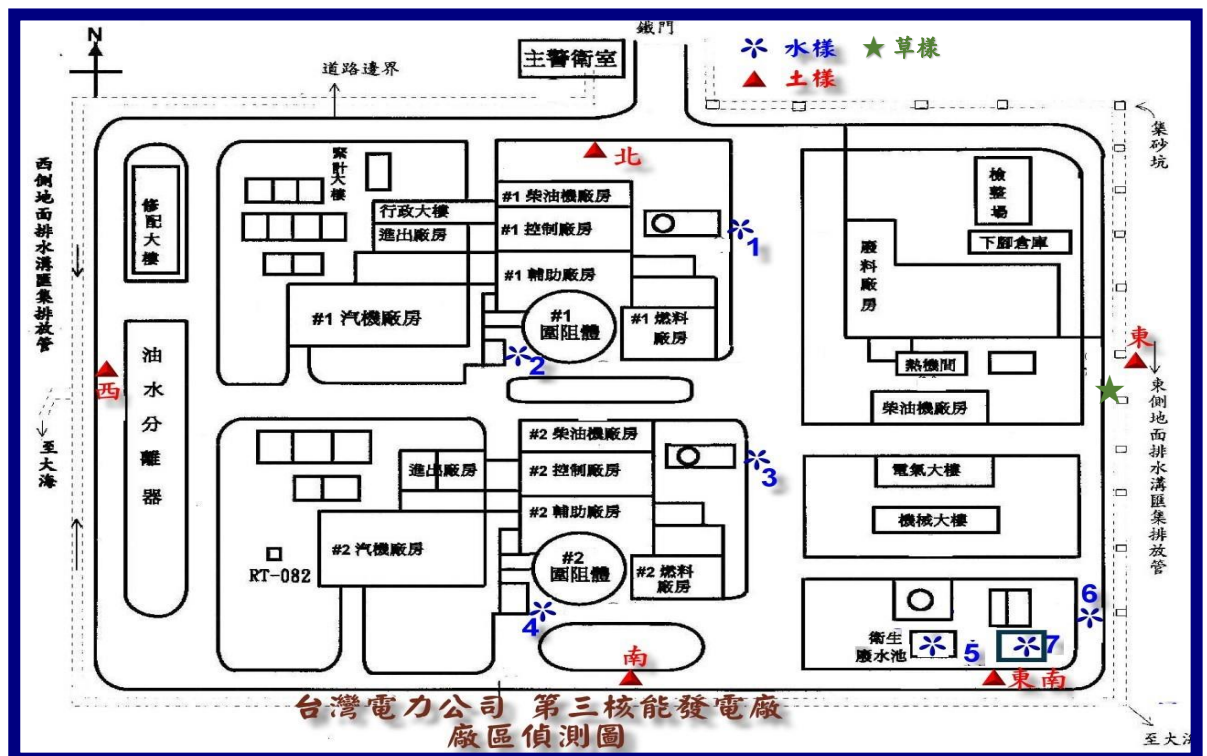 鐵門
N
水樣
草樣
主警衛室
土樣
道路邊界
集砂坑
北
西側地面排水溝匯集排放管
修配大樓
行政大樓
進出廠房
#1 柴油機廠房
#1 控制廠房
#1 輔助廠房
1
檢整場
下腳倉庫
廢料廠房
#1 汽機廠房
#1
圍阻體
#1 燃料
廠房
2
東
熱機間
西
油水分離器
柴油機廠房
東側地面排水溝匯集排放管
至大海
#2 柴油機廠房
進出廠房
#2 控制廠房
3
電氣大樓
#2 輔助廠房
機械大樓
#2 汽機廠房
RT-082
#2
圍阻體
#2 燃料
廠房
4
6
衛生
廢水池
5
7
南
東南
台灣電力公司 第三核能發電廠
廠區偵測圖
至大海